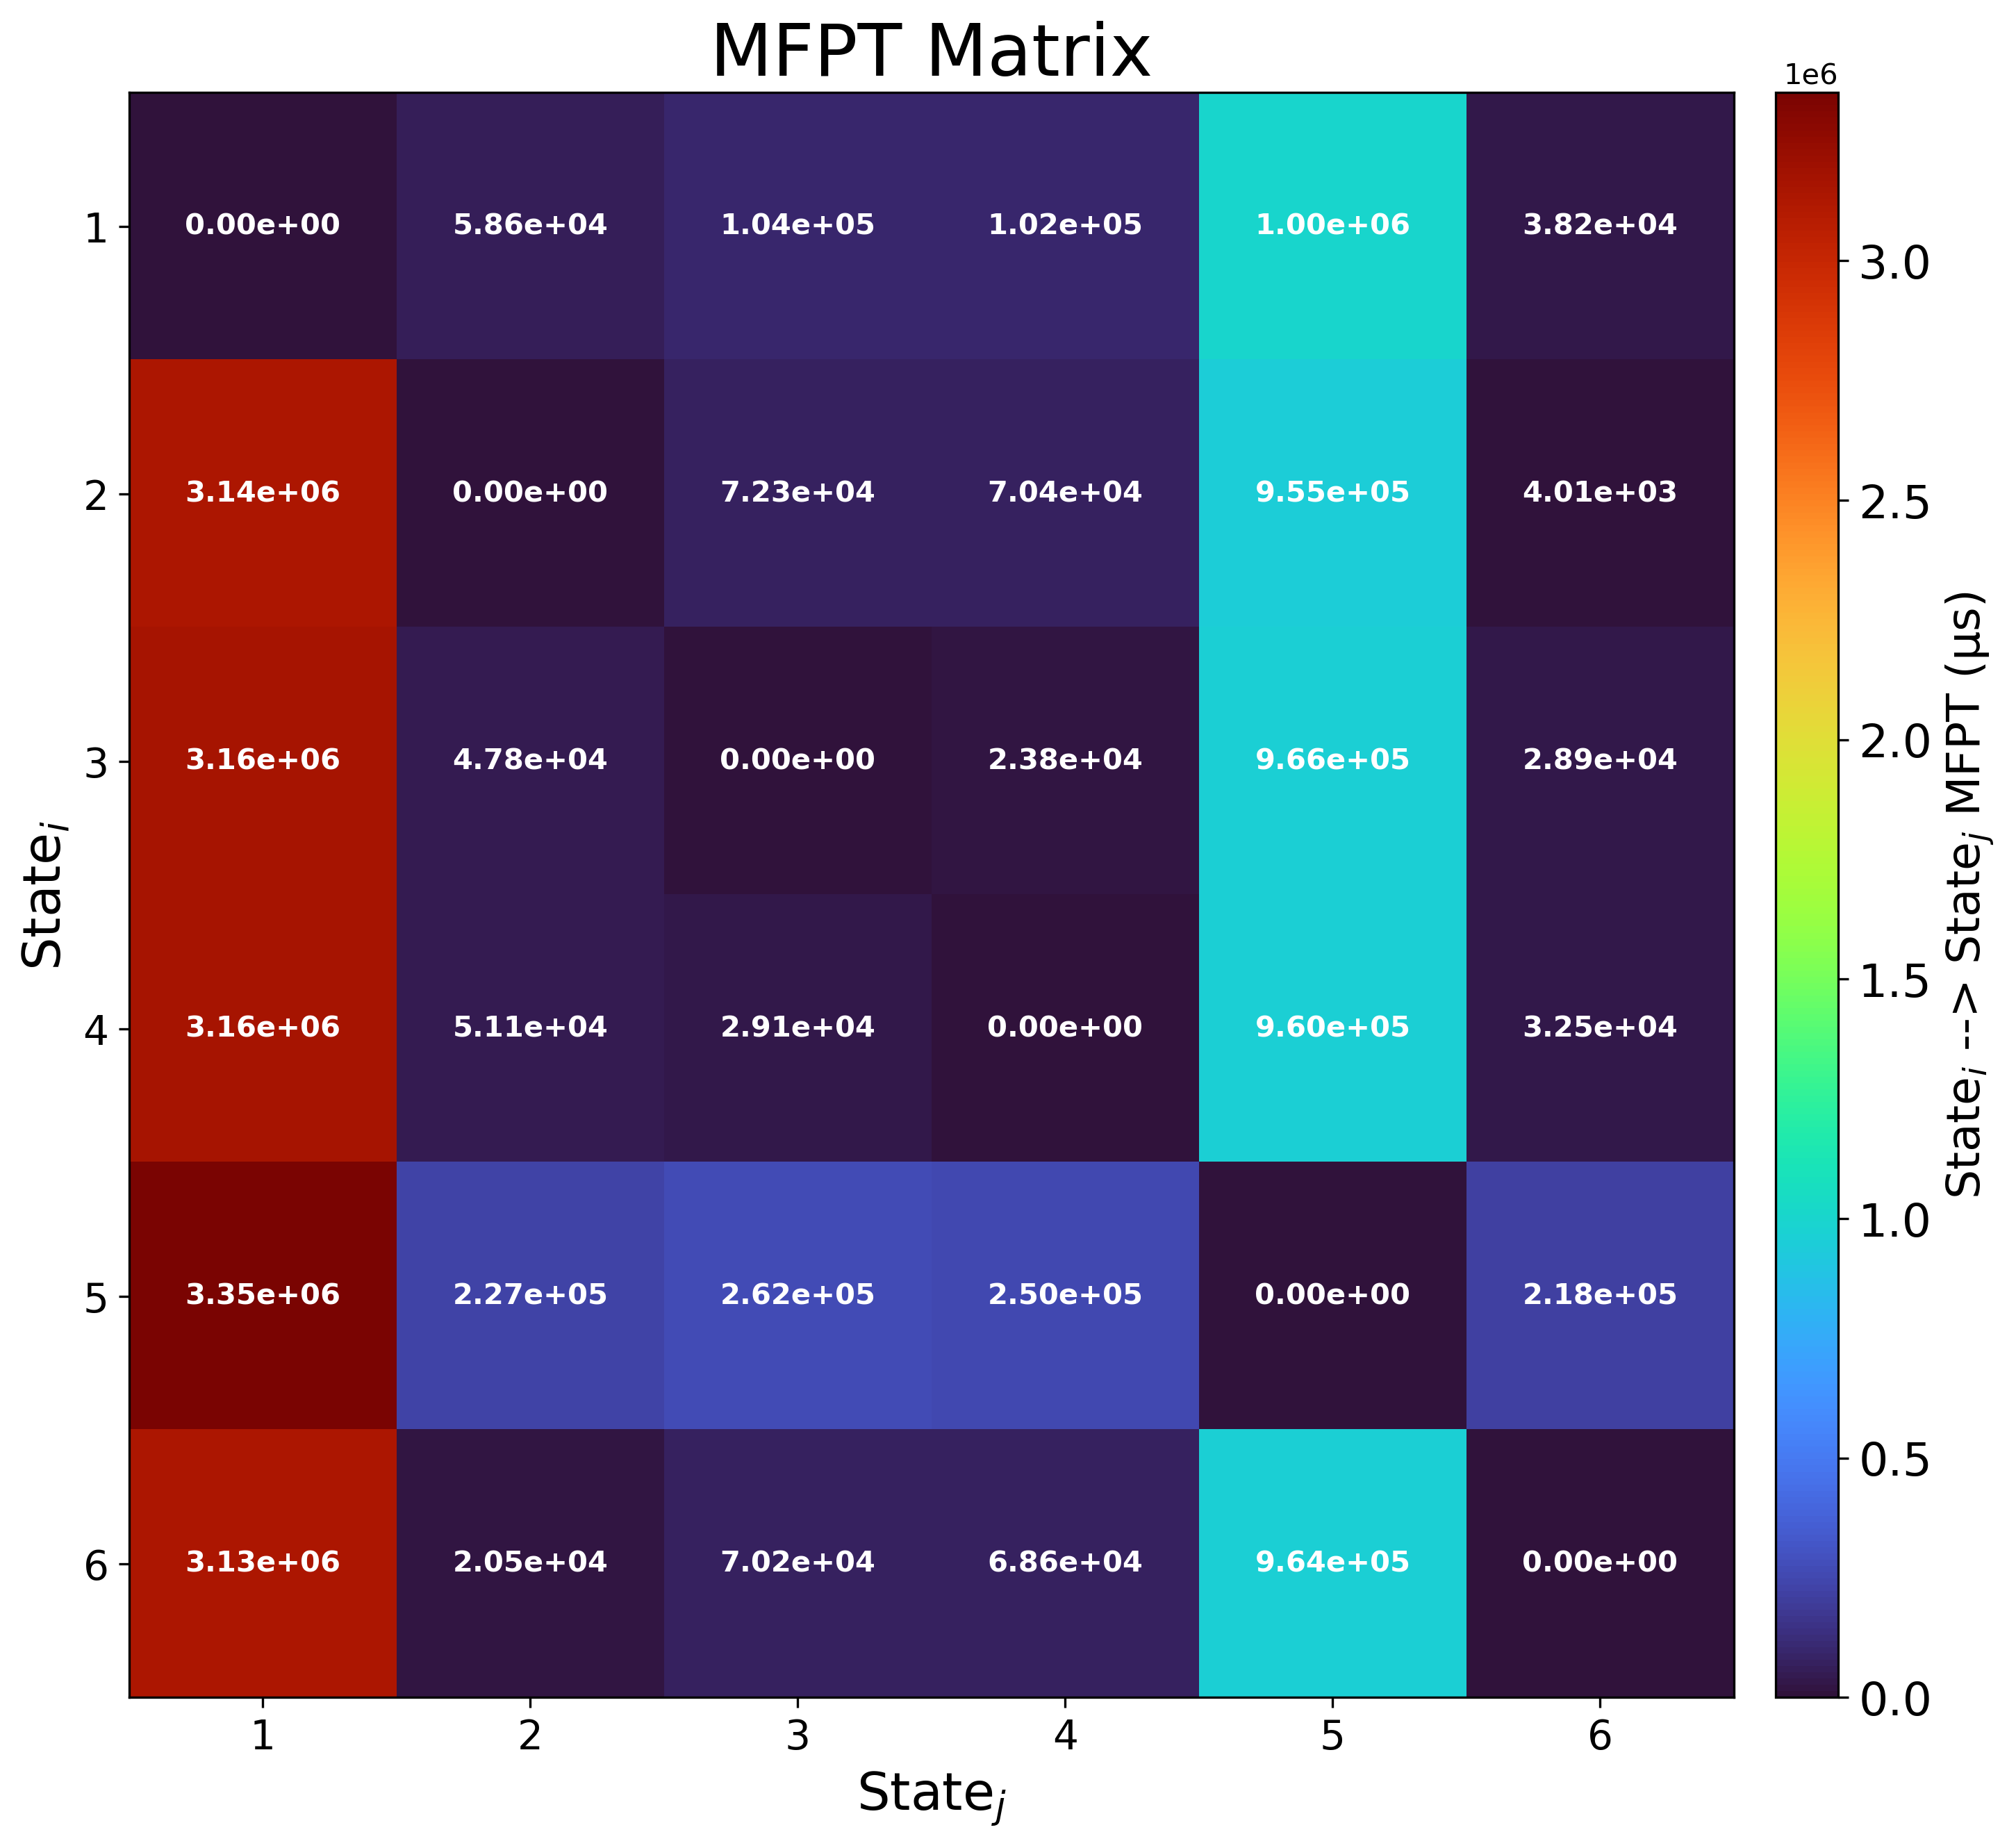 MFPT Matrix
1e6
1 0.00e+00 5.86e+04 1.04e+05 1.02e+05 1.00e+06 3.82e+04
2 3.14e+06 0.00e+00 7.23e+04 7.04e+04 9.55e+05 4.01e+03
3 3.16e+06 4.78e+04 0.00e+00 2.38e+04 9.66e+05 2.89e+04
4 3.16e+06 5.11e+04 2.91e+04 0.00e+00 9.60e+05 3.25e+04
5 3.35e+06 2.27e+05 2.62e+05 2.50e+05 0.00e+00 2.18e+05
6 3.13e+06 2.05e+04 7.02e+04 6.86e+04 9.64e+05 0.00e+00
1 2 3 4 5 6
State_j
State_i
3.0
2.5
2.0
1.5
1.0
0.5
0.0
State_i --> State_j MFPT (µs)